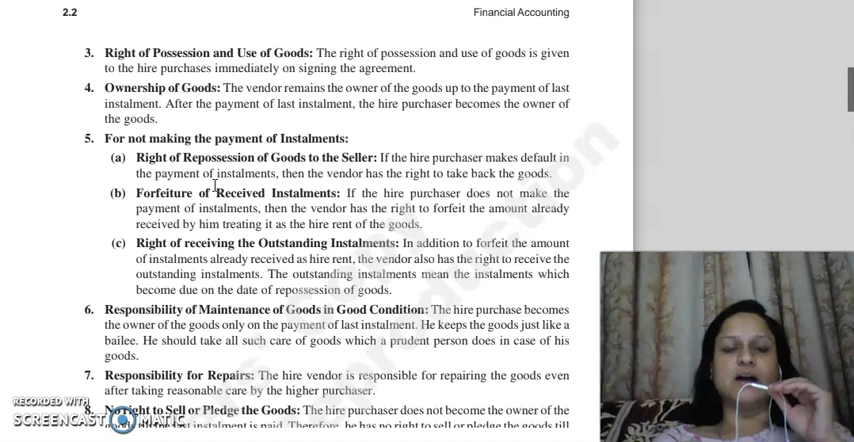 2.2 Financial Accounting
3. Right of Possession and Use of Goods: The right of possession and use of goods is given
to the hire purchases immediately on signing the agreement.
4. Ownership of Goods: The vendor remains the owner of the goods up to the payment of last
instalment. After the payment of last instalment, the hire purchaser becomes the owner of
the goods.
5. For not making the payment of Instalments:
(a) Right of Repossession of Goods to the Seller: If the hire purchaser makes default in
the payment of instalments, then the vendor has the right to take back the goods.
(b) Forfeiture of Received Instalments: If the hire purchaser does not make the
payment of instalments, then the vendor has the right to forfeit the amount already
received by him treating it as the hire rent of the goods.
(c) Right of receiving the Outstanding Instalments: In addition to forfeit the amount
of instalments already received as hire rent, the vendor also has the right to receive the
outstanding instalments. The outstanding instalments mean the instalments which
become due on the date of repossession of goods.
6. Responsibility of Maintenance of Goods in Good Condition: The hire purchase becomes
the owner of the goods only on the payment of last instalment. He keeps the goods just like a
bailee. He should take all such care of goods which a prudent person does in case of his
goods.
7. Responsibility for Repairs: The hire vendor is responsible for repairing the goods even
after taking reasonable care by the higher purchaser.
8. No right to Sell or Pledge the Goods: The hire purchaser does not become the owner of the
goods till the last instalment is paid. Therefore, he has no right to sell or pledge the goods till
RECORDED WITH
SCREENCAST MATIC